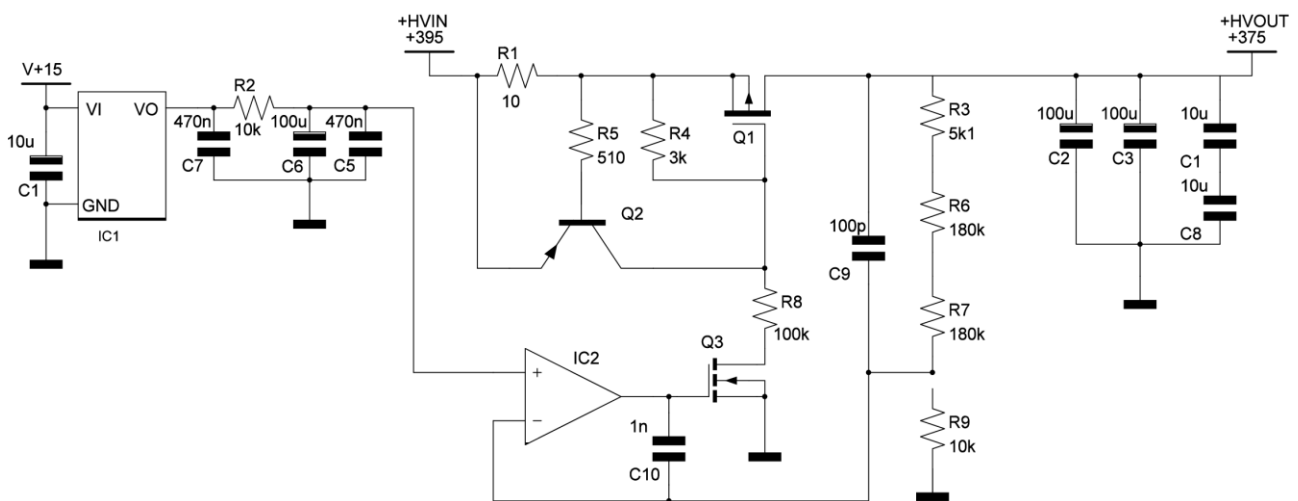 +HVIN
+395
+HVOUT
+375
V+15
R1
10
R2
10k
VI
VO
GND
IC1
10u
C1
470n
C7
100u
C6
470n
C5
R5
510
R4
3k
Q1
Q2
R3
5k1
R6
180k
R7
180k
R9
10k
100p
C9
R8
100k
Q3
IC2
+
−
1n
C10
100u
C2
100u
C3
10u
C1
10u
C8